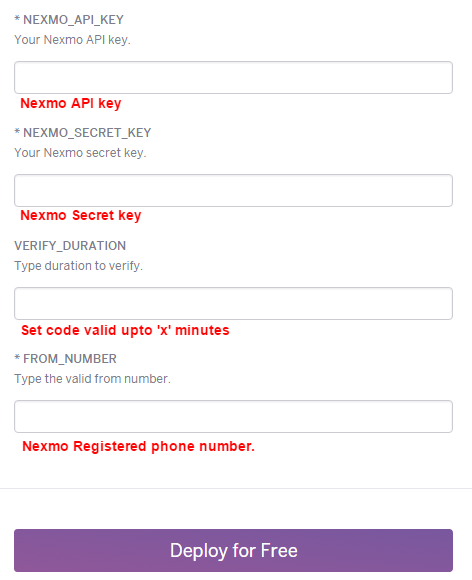 * NEXMO_API_KEY
Your Nexmo API key.
Nexmo API key
* NEXMO_SECRET_KEY
Your Nexmo secret key.
Nexmo Secret key
VERIFY_DURATION
Type duration to verify.
Set code valid upto 'x' minutes
* FROM_NUMBER
Type the valid from number.
Nexmo Registered phone number.
Deploy for Free